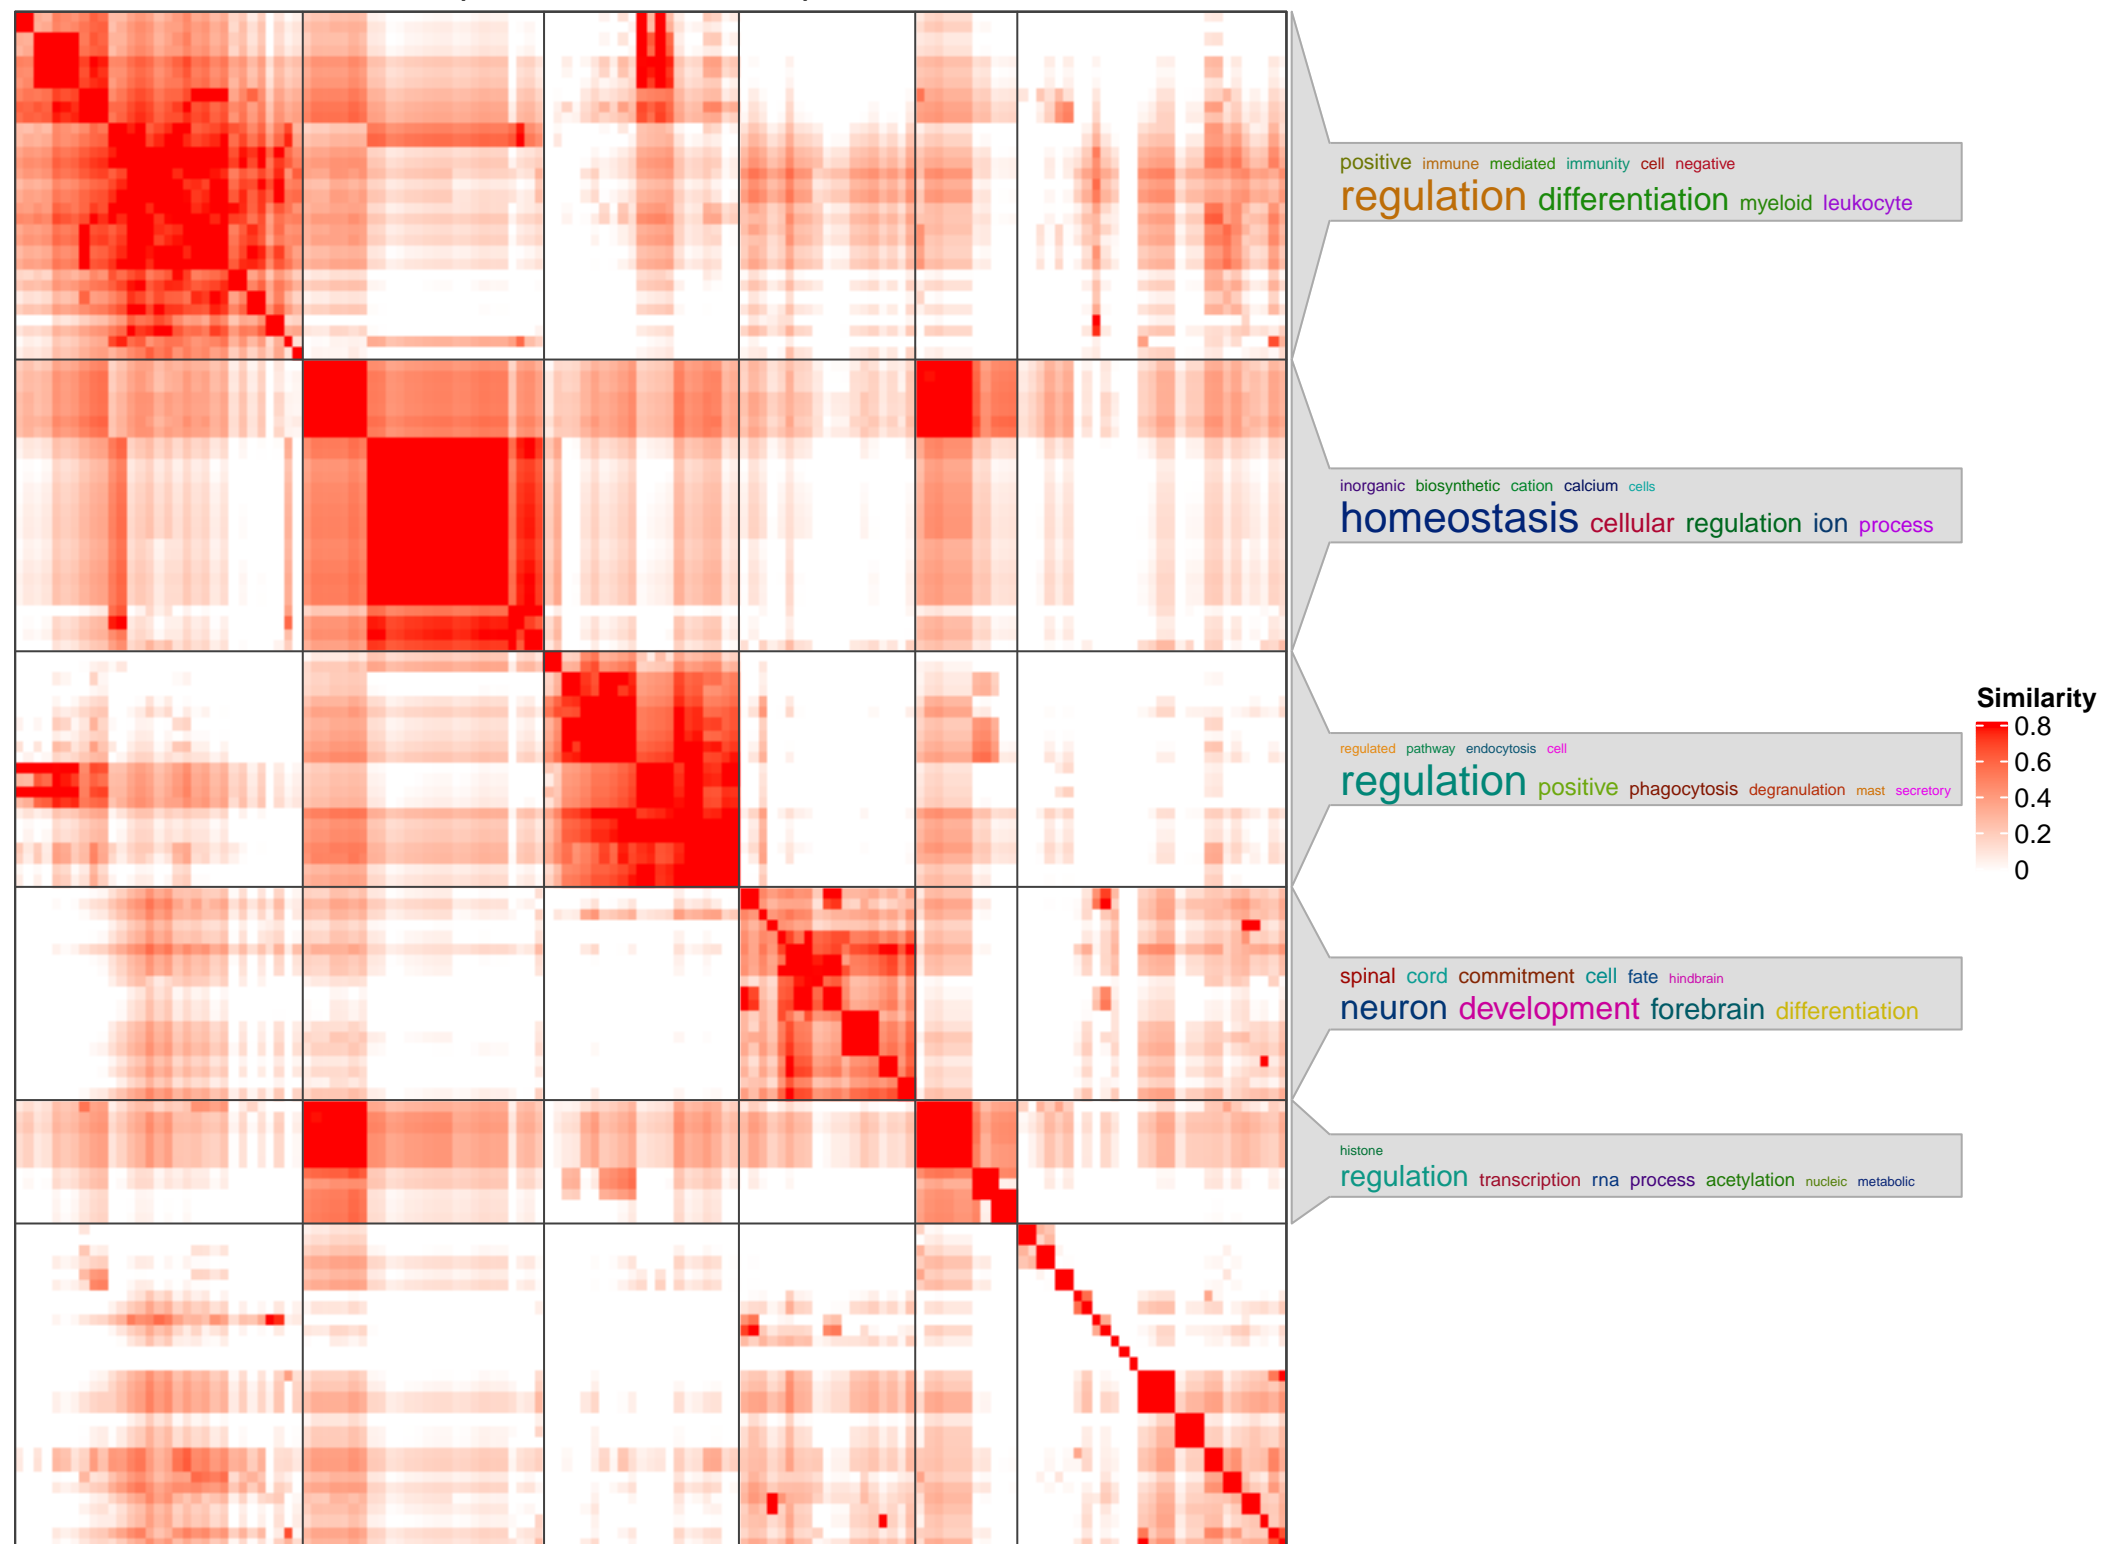 positive immune mediated immunity cell negative
regulation differentiation myeloid leukocyte
inorganic biosynthetic cation calcium cells
homeostasis cellular regulation ion process
regulated pathway endocytosis cell
regulation positive phagocytosis degranulation mast secretory
spinal cord commitment cell fate hindbrain
neuron development forebrain differentiation
histone
regulation transcription rna process acetylation nucleic metabolic
Similarity
0.8
0.6
0.4
0.2
0